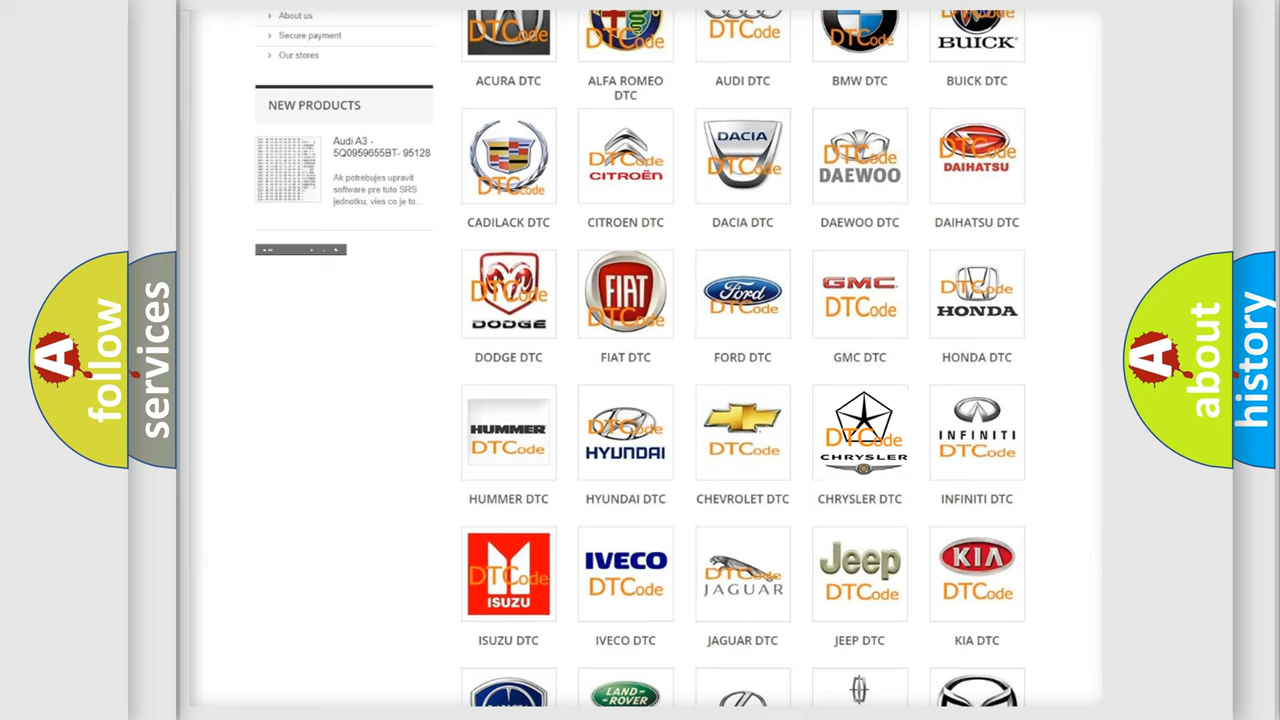 About us
Secure payment
Our stores
NEW PRODUCTS
Audi A3 -
5Q0959655BT- 95128
Ak potrebujes upravit
software pre tuto SRS
jednotku, vies co je to...
DTCode
DTCode
DTCode
DTCode
BUICK
ACURA DTC
ALFA ROMEO
DTC
AUDI DTC
BMW DTC
BUICK DTC
DTCode
DTCode
CITROËN
DACIA
DTCode
DTCode
DAEWOO
DTCode
DAIHATSU
CADILACK DTC
CITROEN DTC
DACIA DTC
DAEWOO DTC
DAIHATSU DTC
DTCode
DODGE
FIAT
DTCode
Ford
DTCode
GMC
DTCode
DTCode
HONDA
DODGE DTC
FIAT DTC
FORD DTC
GMC DTC
HONDA DTC
HUMMER
DTCode
DTCode
HYUNDAI
DTCode
DTCode
CHRYSLER
INFINITI
DTCode
HUMMER DTC
HYUNDAI DTC
CHEVROLET DTC
CHRYSLER DTC
INFINITI DTC
DTCode
ISUZU
IVECO
DTCode
DTCode
JAGUAR
Jeep
DTCode
KIA
DTCode
ISUZU DTC
IVECO DTC
JAGUAR DTC
JEEP DTC
KIA DTC
LAND-
ROVER
A
follow
services
A
about
history